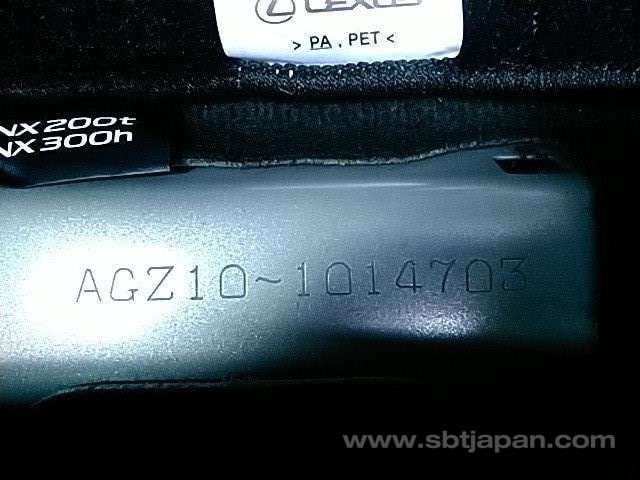 LEXUS
> PA , PET <
NX200t
NX300h
AGZ10~1014703
www.sbtjapan.com